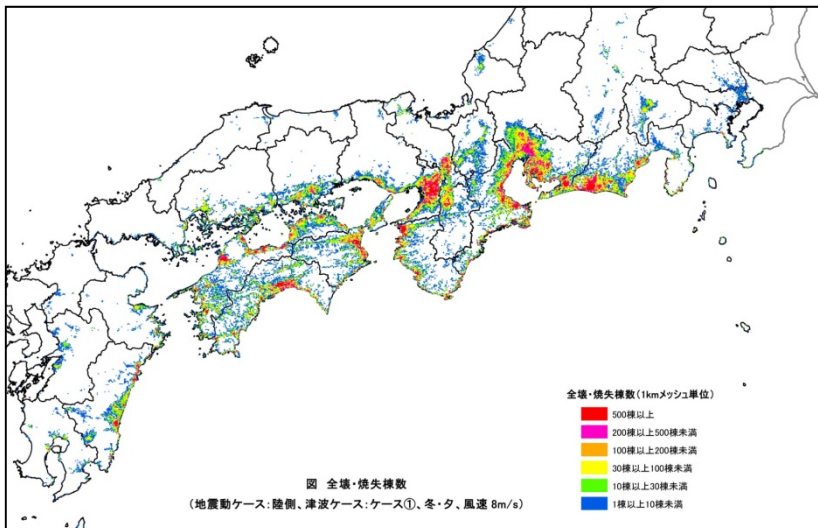 全壊・焼失棟数(1kmメッシュ単位)
500棟以上
200棟以上500棟未満
100棟以上200棟未満
30棟以上100棟未満
10棟以上30棟未満
1棟以上10棟未満
図 全壊・焼失棟数
(地震動ケース:陸側、津波ケース:ケース①、冬・夕、風速 8m/s)